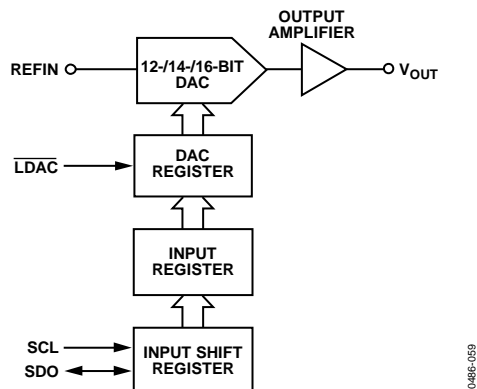 OUTPUT
AMPLIFIER
REFIN
12-/14-/16-BIT
DAC
VOUT
LDAC
DAC
REGISTER
INPUT
REGISTER
SCL
SDO
INPUT SHIFT
REGISTER
0486-059